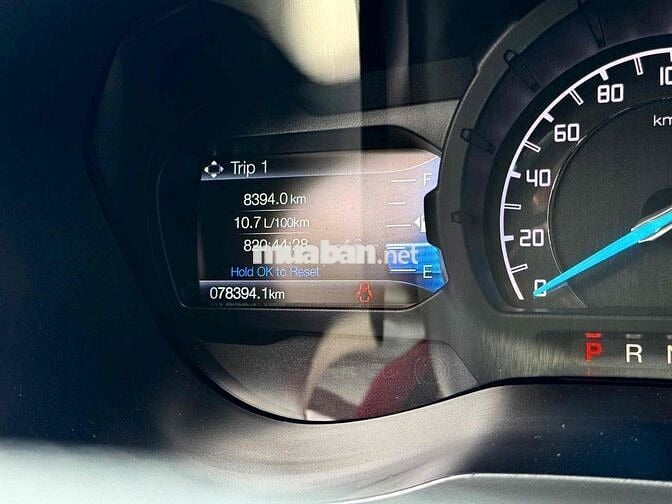 Trip 1
8394.0 km
10.7 L/100km
820:44:28
Hold OK to Reset
078394.1km
F
E
muaban.net
0
20
40
60
80
km
P R